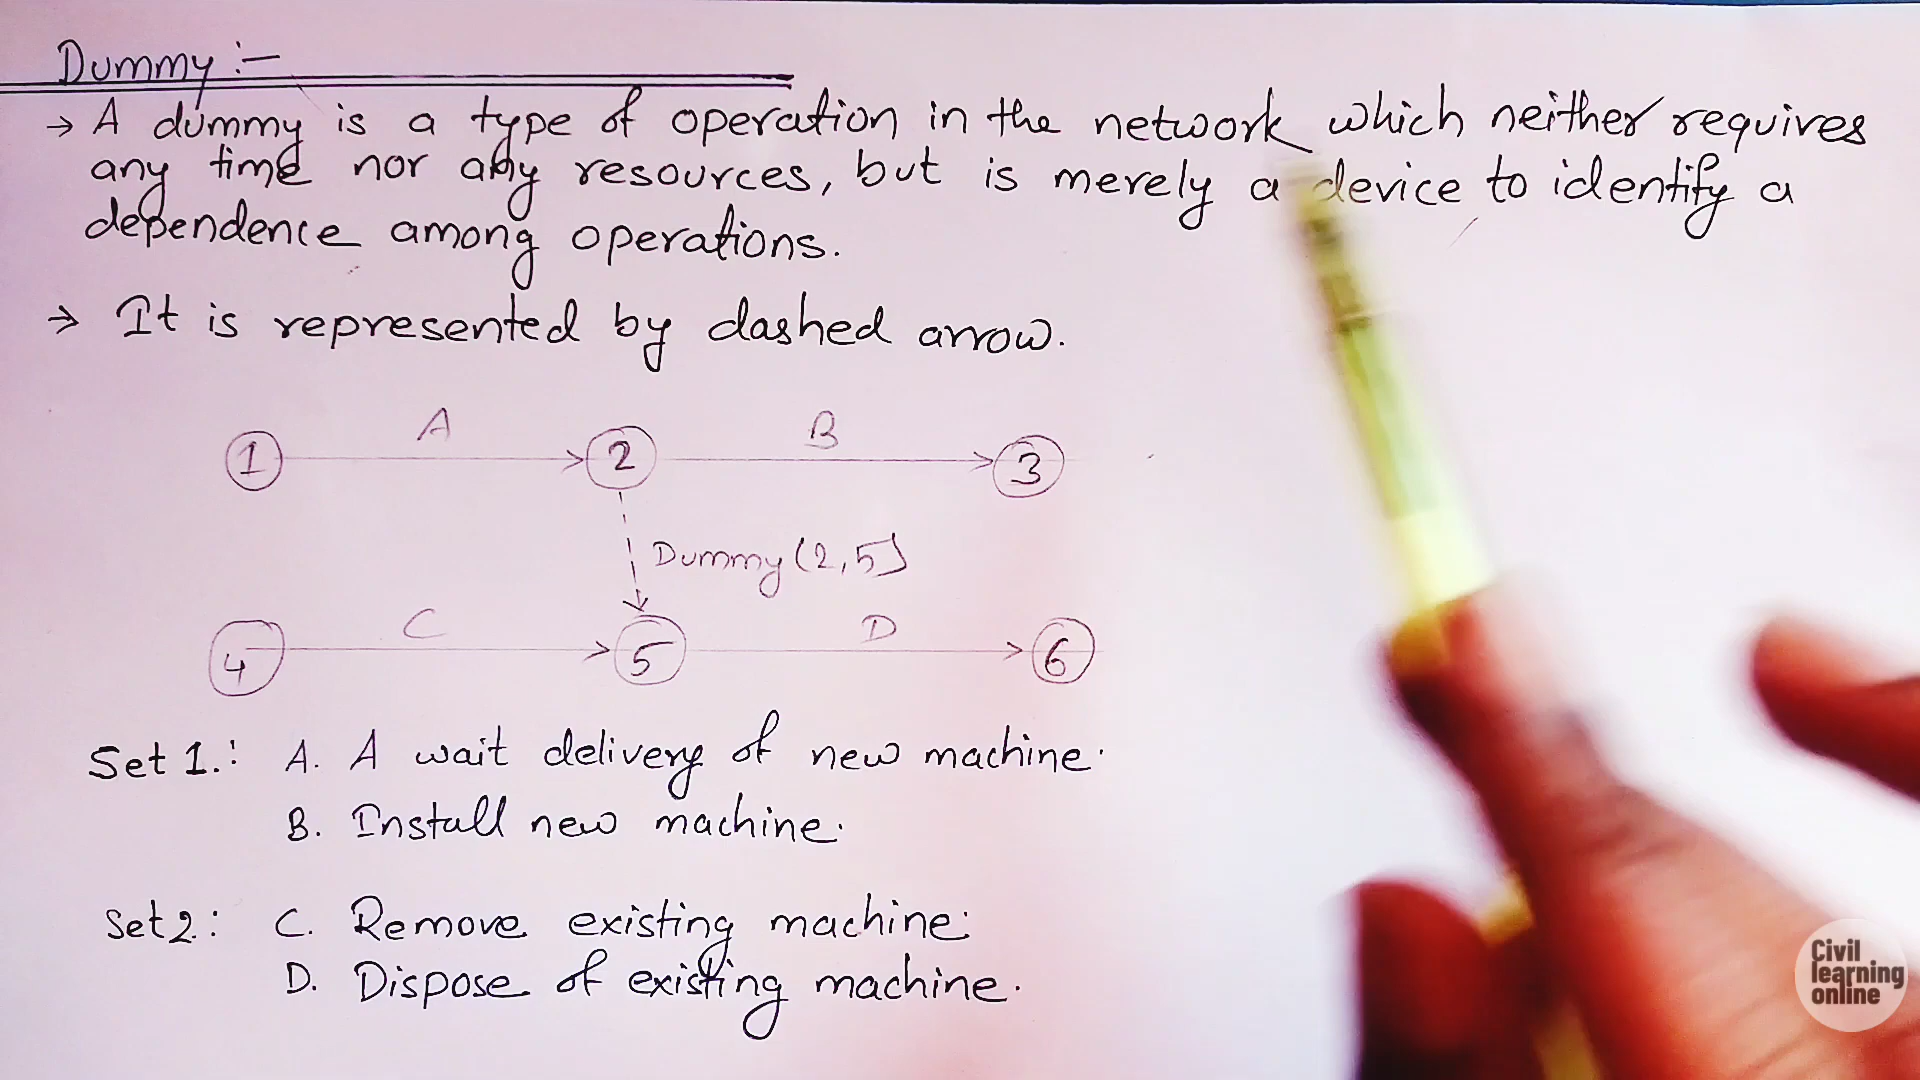 Dummy :-
→ A dummy is a type of operation in the network which neither requires
any time nor any resources, but is merely a device to identify a
dependence among operations.
→ It is represented by dashed arrow.
A B
1 2 3
Dummy (2,5)
C D
4 5 6
Set 1.: A. A wait delivery of new machine.
B. Install new machine.
Set 2: C. Remove existing machine.
D. Dispose of existing machine.
Civil
learning
online